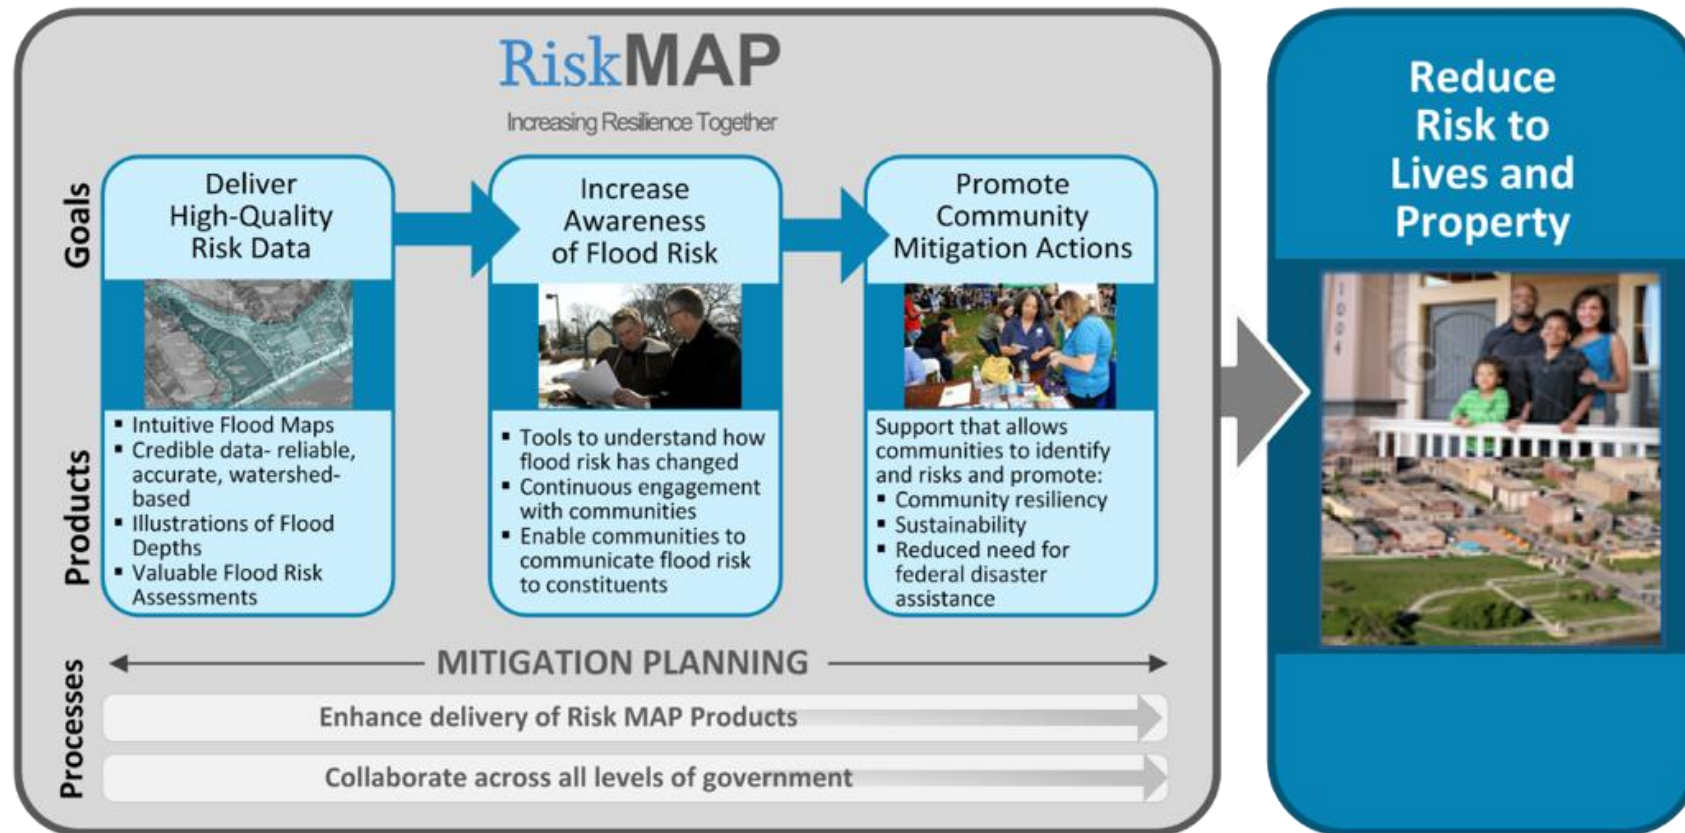 RiskMAP
Increasing Resilience Together
Goals
Deliver
High-Quality
Risk Data
Increase
Awareness
of Flood Risk
Promote
Community
Mitigation Actions
Products
▪ Intuitive Flood Maps
▪ Credible data- reliable,
accurate, watershed-
based
▪ Illustrations of Flood
Depths
▪ Valuable Flood Risk
Assessments
▪ Tools to understand how
flood risk has changed
▪ Continuous engagement
with communities
▪ Enable communities to
communicate flood risk
to constituents
Support that allows
communities to identify
and risks and promote:
▪ Community resiliency
▪ Sustainability
▪ Reduced need for
federal disaster
assistance
Processes
MITIGATION PLANNING
Enhance delivery of Risk MAP Products
Collaborate across all levels of government
Reduce
Risk to
Lives and
Property
1004